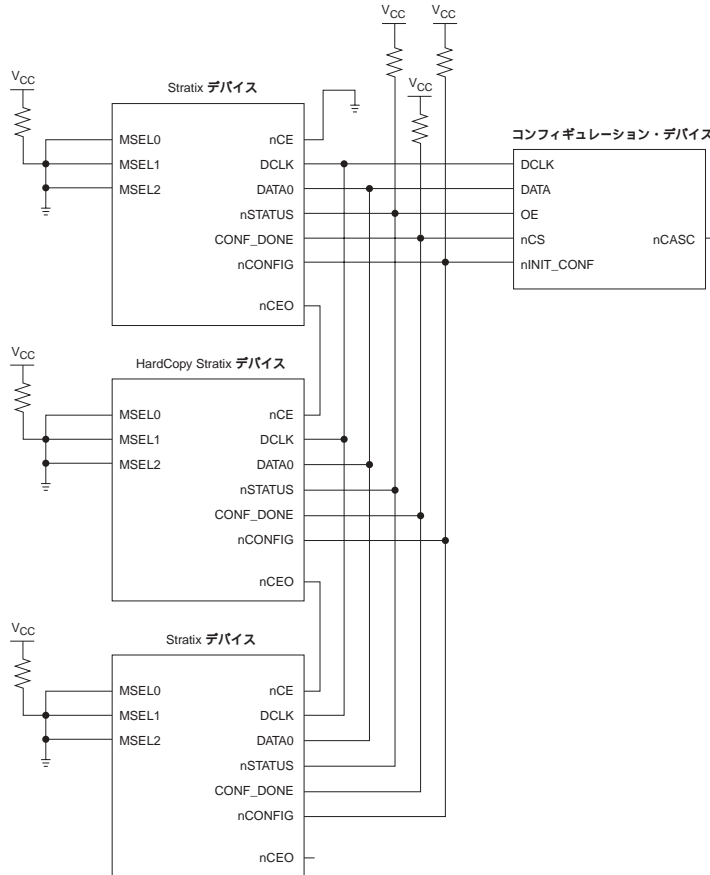 VCC
VCC
VCC
VCC
Stratix デバイス
MSEL0
MSEL1
MSEL2
nCE
DCLK
DATA0
nSTATUS
CONF_DONE
nCONFIG
nCEO
コンフィギュレーション・デバイス
DCLK
DATA
OE
nCS
nINIT_CONF
nCASC
VCC
HardCopy Stratix デバイス
MSEL0
MSEL1
MSEL2
nCE
DCLK
DATA0
nSTATUS
CONF_DONE
nCONFIG
nCEO
VCC
Stratix デバイス
MSEL0
MSEL1
MSEL2
nCE
DCLK
DATA0
nSTATUS
CONF_DONE
nCONFIG
nCEO